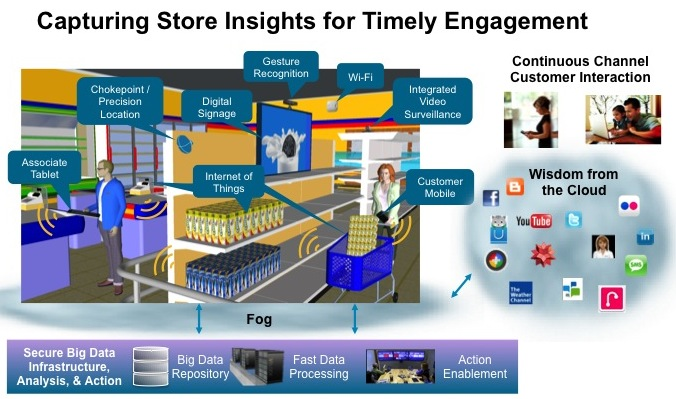 Capturing Store Insights for Timely Engagement
Gesture
Recognition
Wi-Fi
Continuous Channel
Customer Interaction
Chokepoint /
Precision
Location
Digital
Signage
Integrated
Video
Surveillance
Associate
Tablet
Internet of
Things
Customer
Mobile
Wisdom from
the Cloud
YouTube
in
SMS
The
Weather
Channel
Fog
Secure Big Data
Infrastructure,
Analysis, & Action
Big Data
Repository
Fast Data
Processing
Action
Enablement